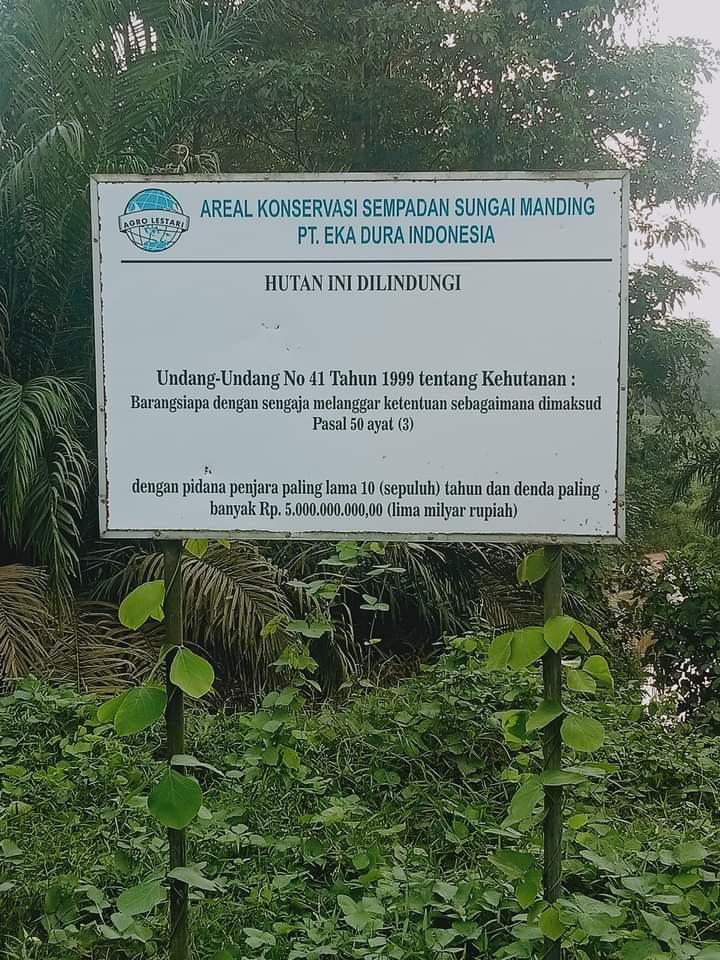 AGRO LESTARI
AREAL KONSERVASI SEMPADAN SUNGAI MANDING
PT. EKA DURA INDONESIA
HUTAN INI DILINDUNGI
Undang-Undang No 41 Tahun 1999 tentang Kehutanan :
Barangsiapa dengan sengaja melanggar ketentuan sebagaimana dimaksud
Pasal 50 ayat (3)
dengan pidana penjara paling lama 10 (sepuluh) tahun dan denda paling
banyak Rp. 5.000.000.000,00 (lima milyar rupiah)